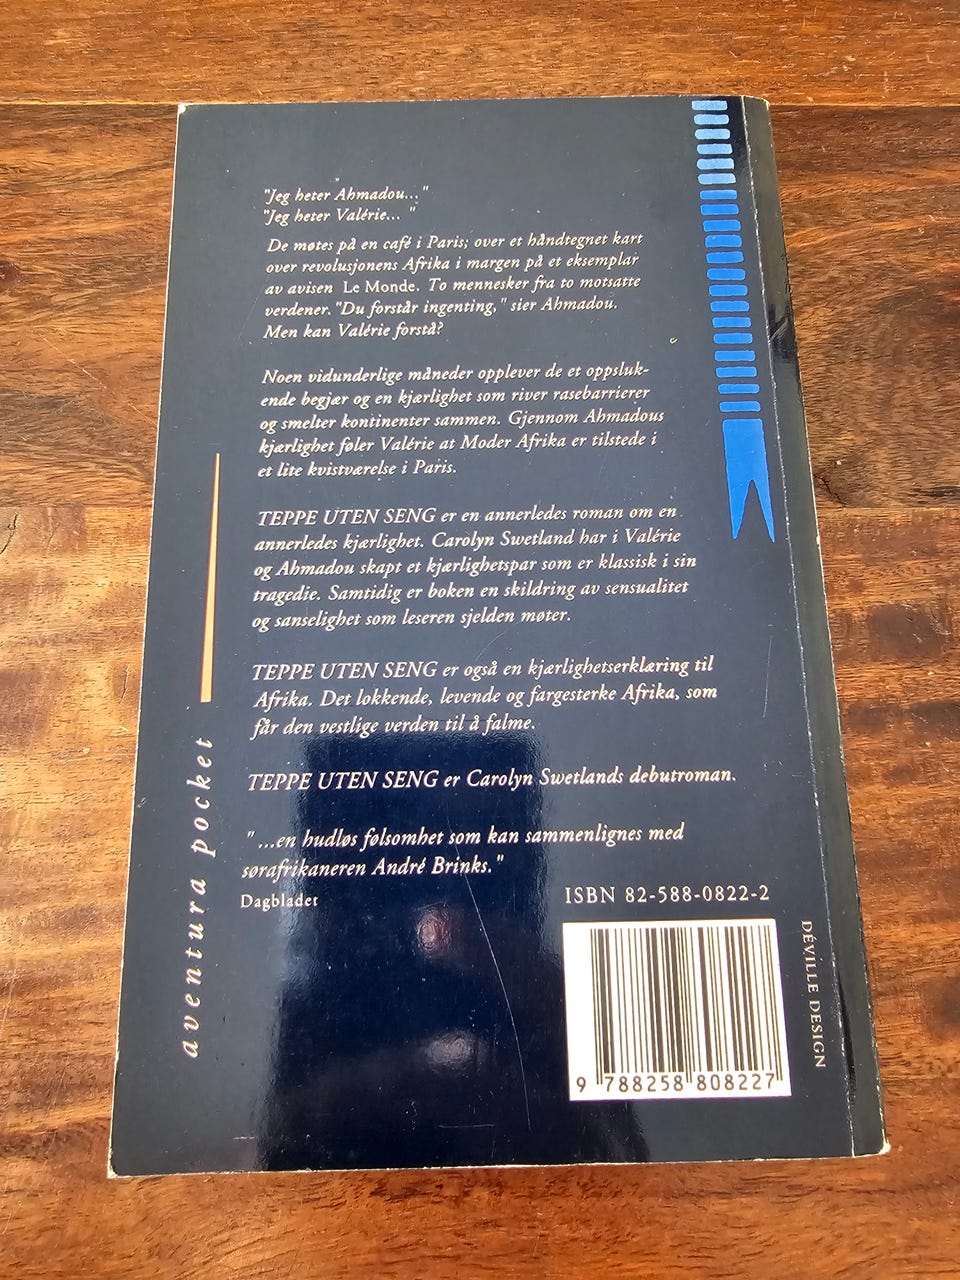 "Jeg heter Ahmadou..."
"Jeg heter Valérie... "
De møtes på en café i Paris; over et håndtegnet kart
over revolusjonens Afrika i margen på et eksemplar
av avisen Le Monde. To mennesker fra to motsatte
verdener. "Du forstår ingenting," sier Ahmadou.
Men kan Valérie forstå?
Noen vidunderlige måneder opplever de et oppsluk-
ende begjær og en kjærlighet som river rasebarrierer
og smelter kontinenter sammen. Gjennom Ahmadous
kjærlighet føler Valérie at Moder Afrika er tilstede i
et lite kvistværelse i Paris.
TEPPE UTEN SENG er en annerledes roman om en
annerledes kjærlighet. Carolyn Swetland har i Valérie
og Ahmadou skapt et kjærlighetspar som er klassisk i sin
tragedie. Samtidig er boken en skildring av sensualitet
og sanselighet som leseren sjelden møter.
TEPPE UTEN SENG er også en kjærlighetserklæring til
Afrika. Det lokkende, levende og fargesterke Afrika, som
får den vestlige verden til å falme.
TEPPE UTEN SENG er Carolyn Swetlands debutroman.
"...en hudløs følsomhet som kan sammenlignes med
sørafrikaneren André Brinks."
Dagbladet
ISBN 82-588-0822-2
9 788258 808227
aventura pocket
DÉVILLE DESIGN